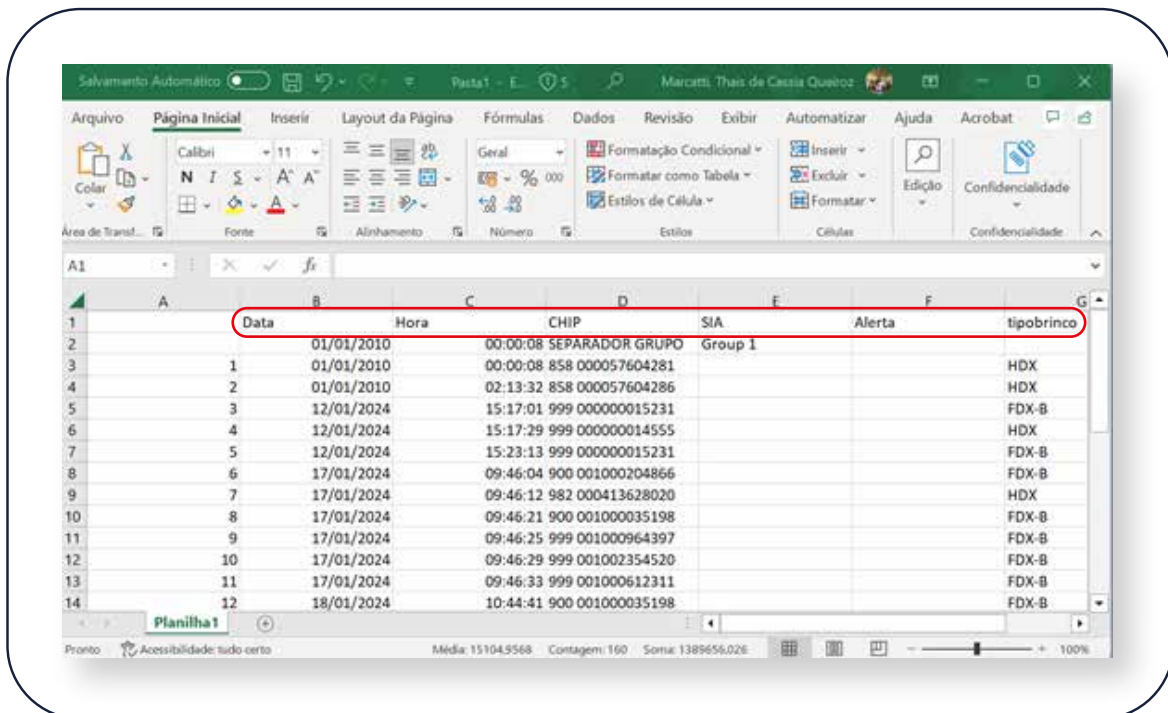 Salvamento Automático Pasta1 - E... 5 Marcatti, Thais de Cassia Queiroz
Arquivo Página Inicial Inserir Layout da Página Fórmulas Dados Revisão Exibir Automatizar Ajuda Acrobat
Calibri 11 Geral Formatação Condicional Inserir
Colar N I S A A % 000 Formatar como Tabela Excluir Edição Confidencialidade
A Estilos de Célula Formatar
Área de Transf... Fonte Alinhamento Número Estilos Células Confidencialidade
A1 fx
A B C D E F G
1 Data Hora CHIP SIA Alerta tipobrinco
2 01/01/2010 00:00:08 SEPARADOR GRUPO Group 1
3 1 01/01/2010 00:00:08 858 000057604281 HDX
4 2 01/01/2010 02:13:32 858 000057604286 HDX
5 3 12/01/2024 15:17:01 999 000000015231 FDX-B
6 4 12/01/2024 15:17:29 999 000000014555 HDX
7 5 12/01/2024 15:23:13 999 000000015231 FDX-B
8 6 17/01/2024 09:46:04 900 001000204866 FDX-B
9 7 17/01/2024 09:46:12 982 000413628020 HDX
10 8 17/01/2024 09:46:21 900 001000035198 FDX-B
11 9 17/01/2024 09:46:25 999 001000964397 FDX-B
12 10 17/01/2024 09:46:29 999 001002354520 FDX-B
13 11 17/01/2024 09:46:33 999 001000612311 FDX-B
14 12 18/01/2024 10:44:41 900 001000035198 FDX-B
Planilha1
Pronto Acessibilidade: tudo certo Média: 15104,9568 Contagem: 160 Soma: 1389656,026 100%